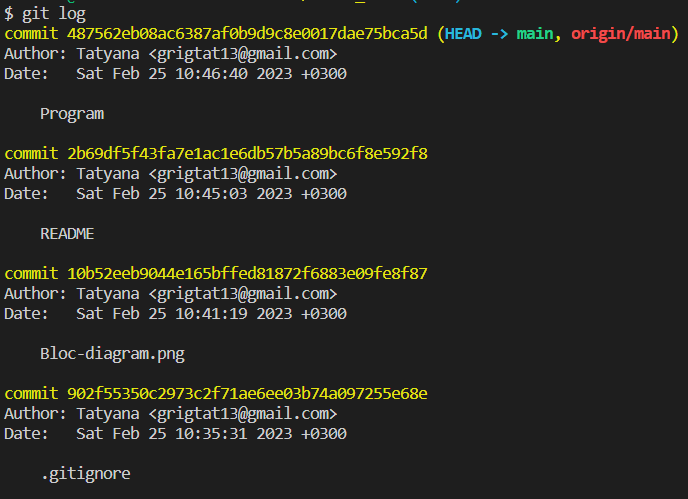 $ git log
commit 487562eb08ac6387af0b9d9c8e0017dae75bca5d (HEAD -> main, origin/main)
Author: Tatyana <grigtat13@gmail.com>
Date:   Sat Feb 25 10:46:40 2023 +0300
Program
commit 2b69df5f43fa7e1ac1e6db57b5a89bc6f8e592f8
Author: Tatyana <grigtat13@gmail.com>
Date:   Sat Feb 25 10:45:03 2023 +0300
README
commit 10b52eeb9044e165bffed81872f6883e09fe8f87
Author: Tatyana <grigtat13@gmail.com>
Date:   Sat Feb 25 10:41:19 2023 +0300
Bloc-diagram.png
commit 902f55350c2973c2f71ae6ee03b74a097255e68e
Author: Tatyana <grigtat13@gmail.com>
Date:   Sat Feb 25 10:35:31 2023 +0300
.gitignore